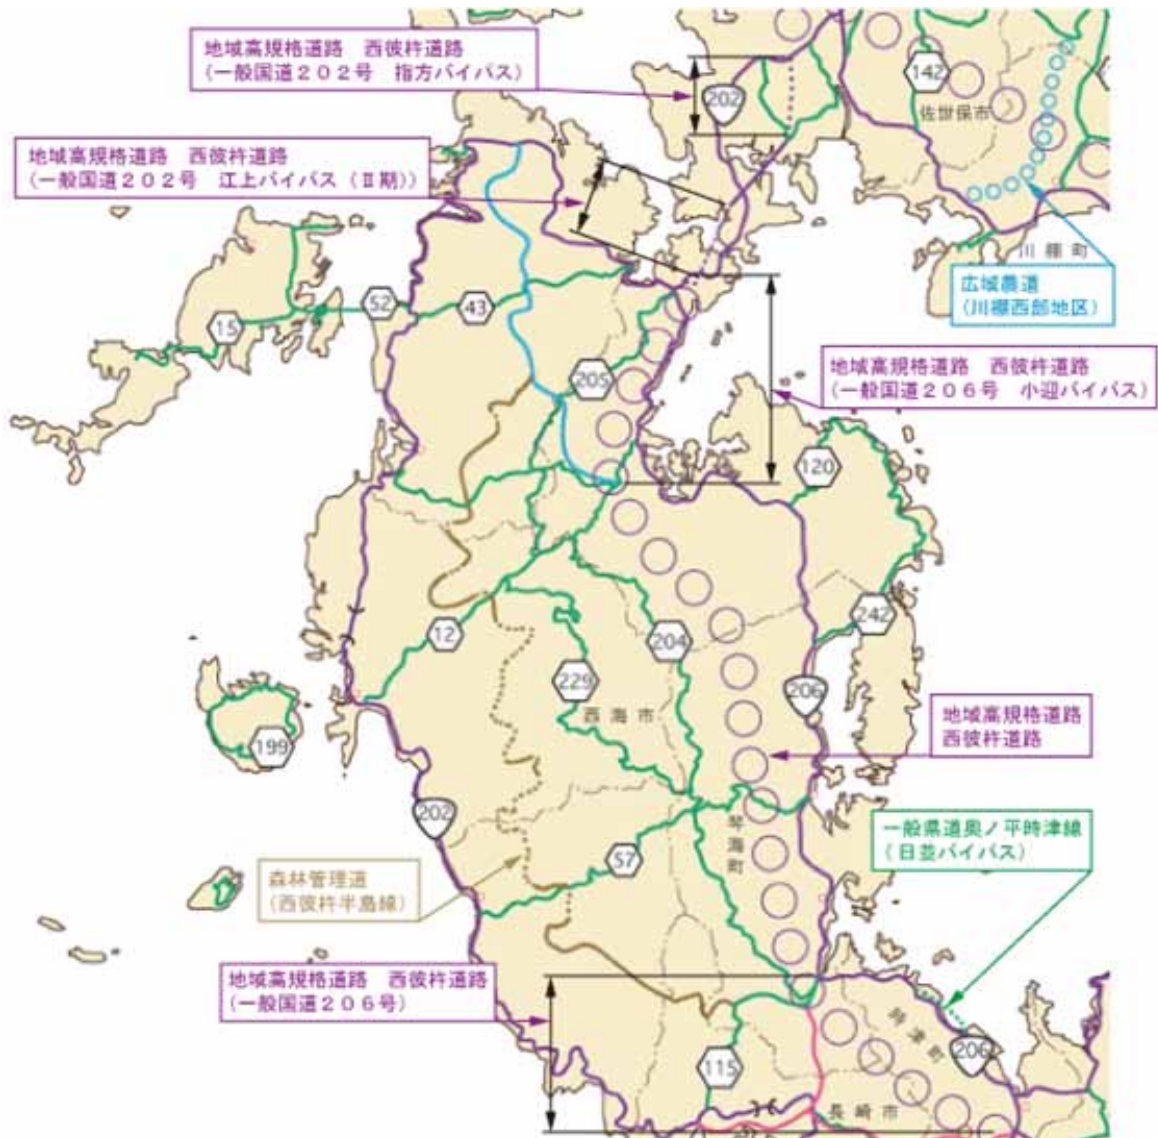 地域高規格道路　西彼杵道路
(一般国道202号　指方バイパス)
142
202
佐世保市
地域高規格道路　西彼杵道路
(一般国道202号　江上バイパス(Ⅱ期))
川棚町
広域農道
(川棚西部地区)
52
43
15
地域高規格道路　西彼杵道路
(一般国道206号　小迎バイパス)
205
120
242
12
204
229
206
西海市
地域高規格道路
西彼杵道路
199
202
琴海町
一般県道奥ノ平時津線
(日並バイパス)
57
森林管理道
(西彼杵半島線)
地域高規格道路　西彼杵道路
(一般国道206号)
時津町
206
115
長崎市